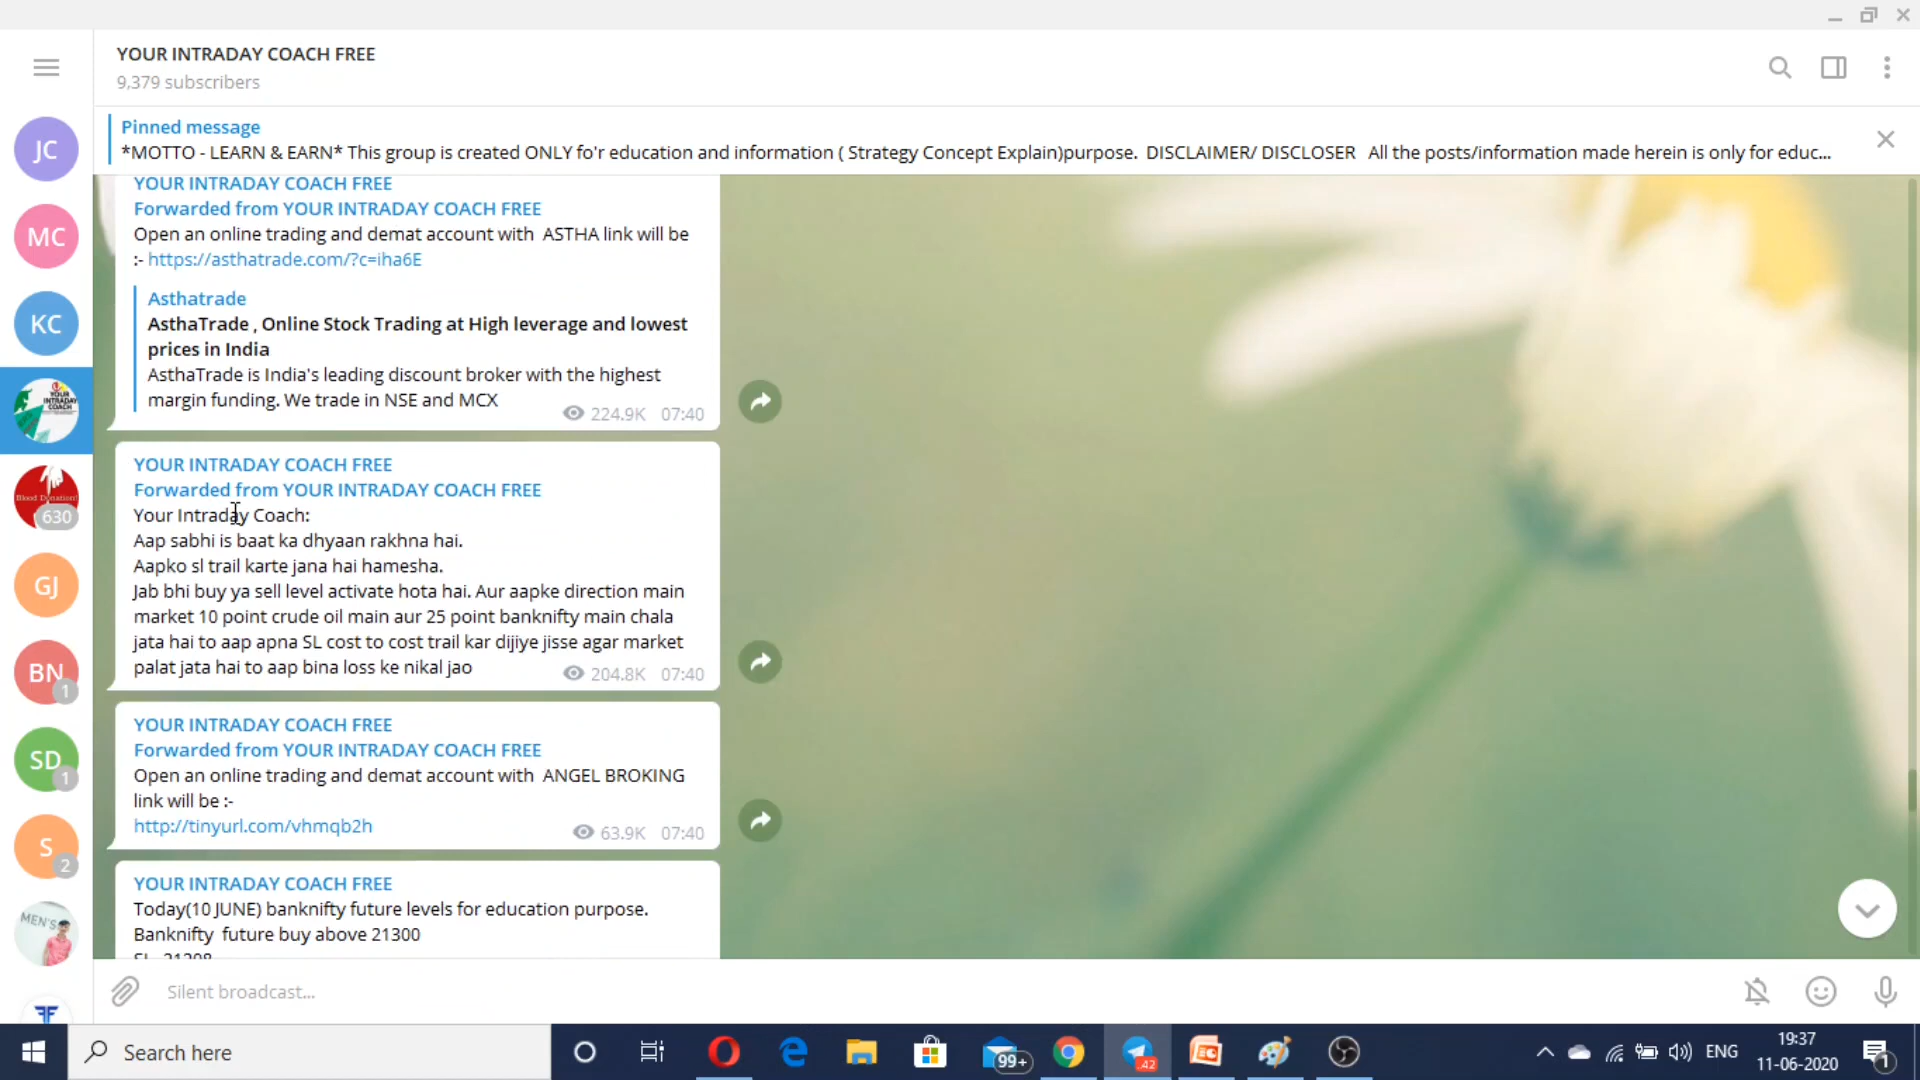 YOUR INTRADAY COACH FREE
9,379 subscribers
Pinned message
*MOTTO - LEARN & EARN* This group is created ONLY fo'r education and information ( Strategy Concept Explain)purpose. DISCLAIMER/ DISCLOSER All the posts/information made herein is only for educ...
JC
MC
KC
YOUR INTRADAY COACH
Blood Donation!
630
GJ
BN
1
SD
1
S
2
MEN'S
YOUR INTRADAY COACH FREE
Forwarded from YOUR INTRADAY COACH FREE
Open an online trading and demat account with ASTHA link will be
:- https://asthatrade.com/?c=iha6E
Asthatrade
AsthaTrade , Online Stock Trading at High leverage and lowest
prices in India
AsthaTrade is India's leading discount broker with the highest
margin funding. We trade in NSE and MCX
224.9K 07:40
YOUR INTRADAY COACH FREE
Forwarded from YOUR INTRADAY COACH FREE
Your Intraday Coach:
Aap sabhi is baat ka dhyaan rakhna hai.
Aapko sl trail karte jana hai hamesha.
Jab bhi buy ya sell level activate hota hai. Aur aapke direction main
market 10 point crude oil main aur 25 point banknifty main chala
jata hai to aap apna SL cost to cost trail kar dijiye jisse agar market
palat jata hai to aap bina loss ke nikal jao
204.8K 07:40
YOUR INTRADAY COACH FREE
Forwarded from YOUR INTRADAY COACH FREE
Open an online trading and demat account with ANGEL BROKING
link will be :-
http://tinyurl.com/vhmqb2h
63.9K 07:40
YOUR INTRADAY COACH FREE
Today(10 JUNE) banknifty future levels for education purpose.
Banknifty future buy above 21300
SL 21208
Silent broadcast...
Search here
99+
42
ENG
19:37
11-06-2020
1